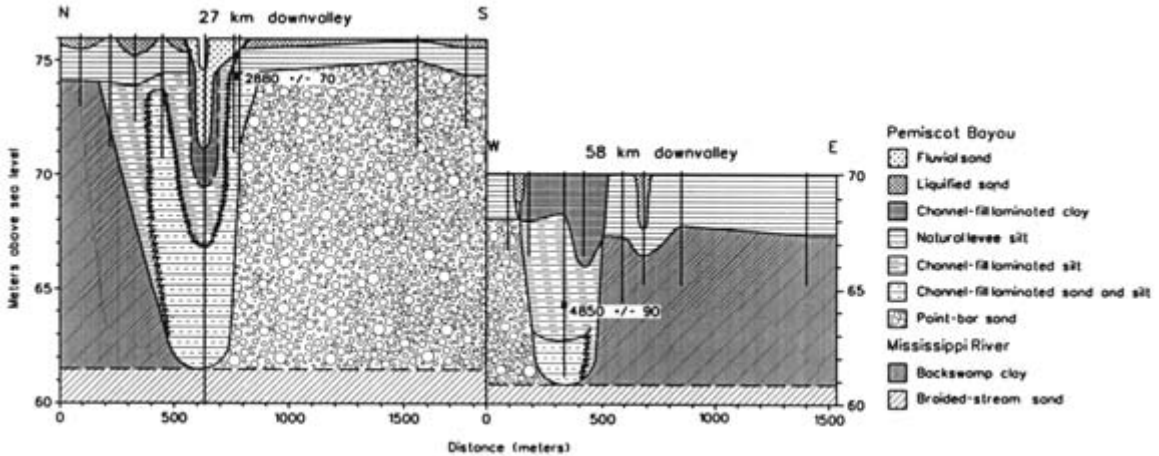 N
27 km downvalley
S
75
2880 +/- 70
Meters above sea level
70
65
60
0
500
1000
1500
W
58 km downvalley
E
70
65
4850 +/- 90
60
0
500
1000
1500
Distance (meters)
Pemiscot Bayou
Fluvial sand
Liquified sand
Channel-fill laminated clay
Natural levee silt
Channel-fill laminated silt
Channel-fill laminated sand and silt
Point-bar sand
Mississippi River
Backswamp clay
Braided-stream sand